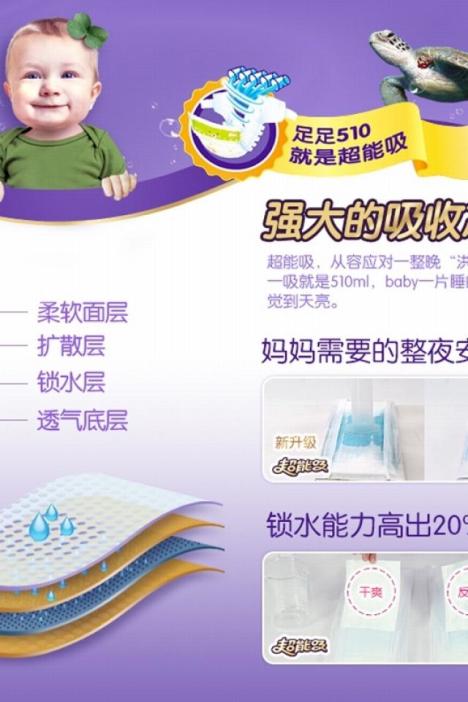 足足510
就是超能吸
强大的吸收
超能吸，从容应对一整晚“洪
一吸就是510ml，baby一片睡
觉到天亮。
柔软面层
扩散层
锁水层
透气底层
妈妈需要的整夜安
新升级
超能吸
锁水能力高出20%
干爽
反
超能吸